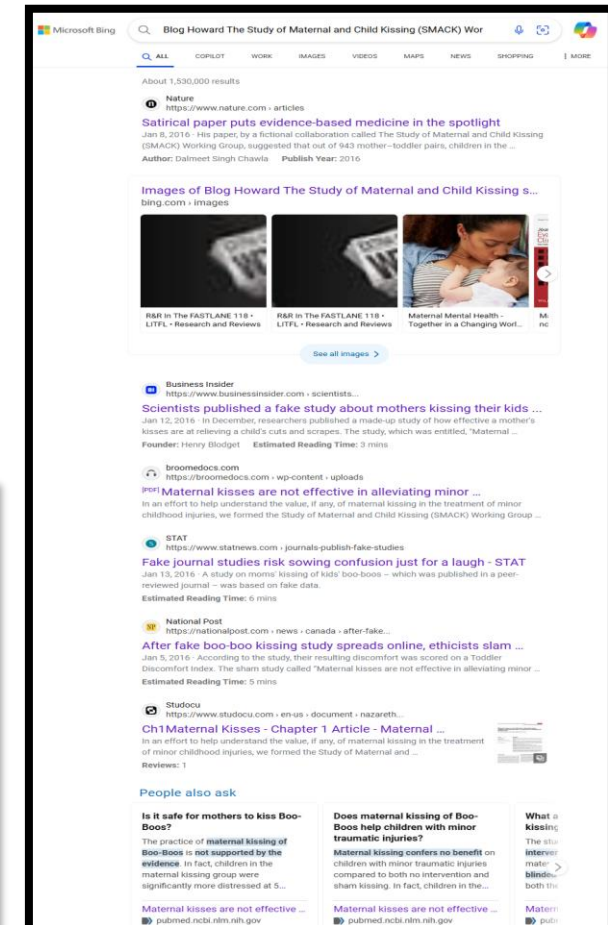 Microsoft Bing
Blog Howard The Study of Maternal and Child Kissing (SMACK) Wor
ALL COPILOT WORK IMAGES VIDEOS MAPS NEWS SHOPPING MORE
About 1,530,000 results
Nature
https://www.nature.com › articles
Satirical paper puts evidence-based medicine in the spotlight
Jan 8, 2016 · His paper, by a fictional collaboration called The Study of Maternal and Child Kissing
(SMACK) Working Group, suggested that out of 943 mother–toddler pairs, children in the ...
Author: Dalmeet Singh Chawla Publish Year: 2016
Images of Blog Howard The Study of Maternal and Child Kissing s...
bing.com › images
R&R In The FASTLANE 118 •
LITFL • Research and Reviews
R&R In The FASTLANE 118 •
LITFL • Research and Reviews
Maternal Mental Health -
Together in a Changing Worl...
See all images >
Business Insider
https://www.businessinsider.com › scientists...
Scientists published a fake study about mothers kissing their kids ...
Jan 12, 2016 · In December, researchers published a made-up study of how effective a mother's
kisses are at relieving a child's cuts and scrapes. The study, which was entitled, "Maternal ...
Founder: Henry Blodget Estimated Reading Time: 3 mins
broomedocs.com
https://broomedocs.com › wp-content › uploads
[PDF] Maternal kisses are not effective in alleviating minor ...
In an effort to help understand the value, if any, of maternal kissing in the treatment of minor
childhood injuries, we formed the Study of Maternal and Child Kissing (SMACK) Working Group ...
STAT
https://www.statnews.com › journals-publish-fake-studies
Fake journal studies risk sowing confusion just for a laugh - STAT
Jan 13, 2016 · A study on moms' kissing of kids' boo-boos – which was published in a peer-
reviewed journal – was based on fake data.
Estimated Reading Time: 6 mins
National Post
https://nationalpost.com › news › canada › after-fake...
After fake boo-boo kissing study spreads online, ethicists slam ...
Jan 5, 2016 · According to the study, their resulting discomfort was scored on a Toddler
Discomfort Index. The sham study called "Maternal kisses are not effective in alleviating minor ...
Estimated Reading Time: 5 mins
Studocu
https://www.studocu.com › en-us › document › nazareth...
Ch1Maternal Kisses - Chapter 1 Article - Maternal ...
In an effort to help understand the value, if any, of maternal kissing in the treatment
of minor childhood injuries, we formed the Study of Maternal and ...
Reviews: 1
People also ask
Is it safe for mothers to kiss Boo-
Boos?
The practice of maternal kissing of
Boo-Boos is not supported by the
evidence. In fact, children in the
maternal kissing group were
significantly more distressed at 5...
Maternal kisses are not effective ...
pubmed.ncbi.nlm.nih.gov
Does maternal kissing of Boo-
Boos help children with minor
traumatic injuries?
Maternal kissing confers no benefit on
children with minor traumatic injuries
compared to both no intervention and
sham kissing. In fact, children in the...
Maternal kisses are not effective ...
pubmed.ncbi.nlm.nih.gov
What a
kissing
The stu
interver
mater
blinded
both th
Matern